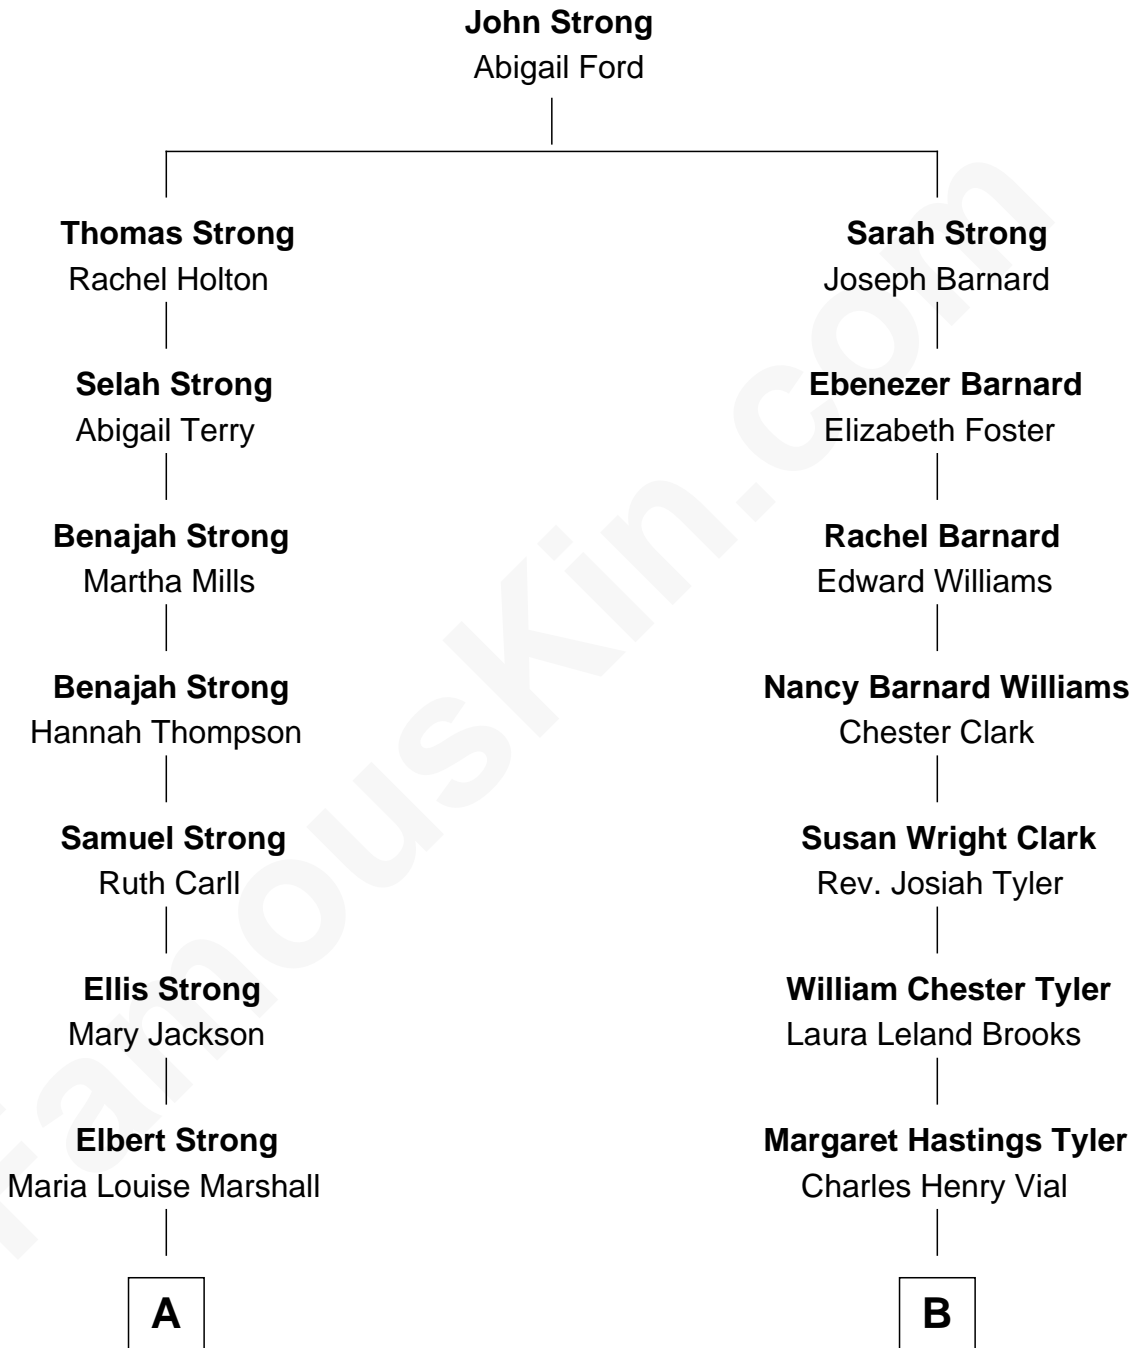 John Strong
Abigail Ford
Thomas Strong
Rachel Holton
Sarah Strong
Joseph Barnard
Selah Strong
Abigail Terry
Ebenezer Barnard
Elizabeth Foster
Benajah Strong
Martha Mills
Rachel Barnard
Edward Williams
Benajah Strong
Hannah Thompson
Nancy Barnard Williams
Chester Clark
Samuel Strong
Ruth Carll
Susan Wright Clark
Rev. Josiah Tyler
Ellis Strong
Mary Jackson
William Chester Tyler
Laura Leland Brooks
Elbert Strong
Maria Louise Marshall
Margaret Hastings Tyler
Charles Henry Vial
A
B
FamousKin.com